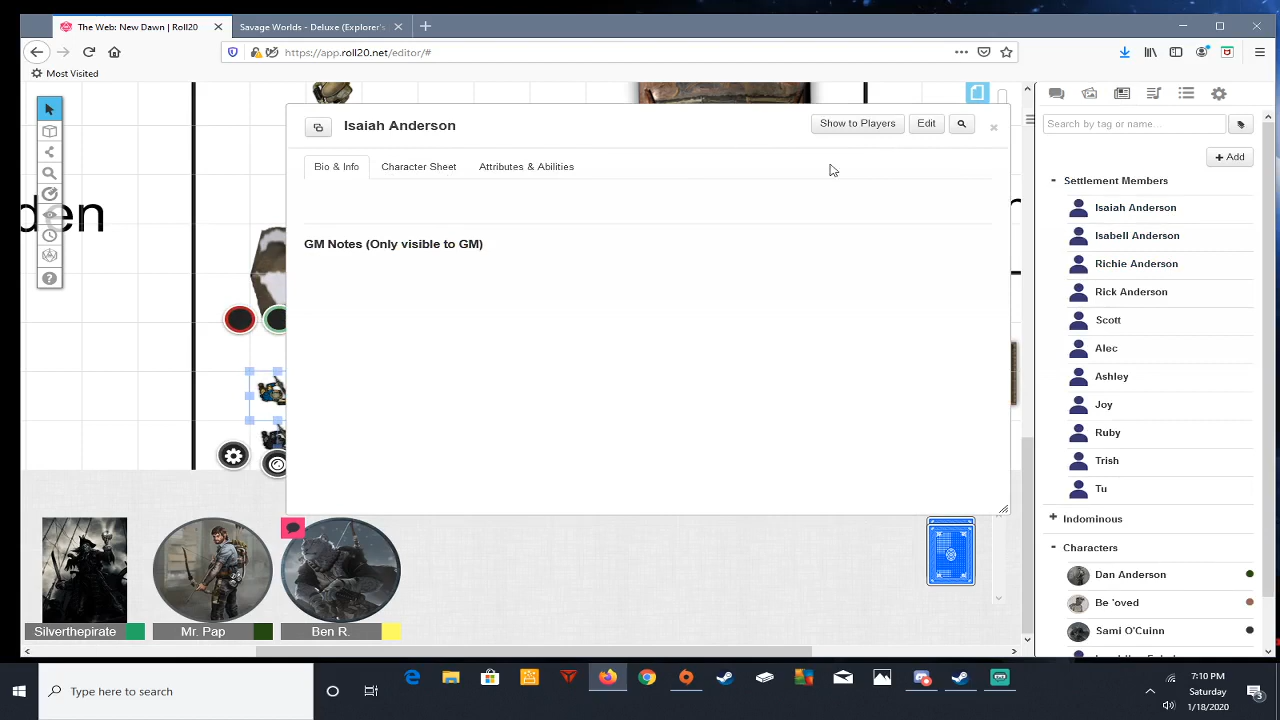 The Web: New Dawn | Roll20
Savage Worlds - Deluxe (Explorer's
https://app.roll20.net/editor/#
Most Visited
den
Isaiah Anderson
Show to Players
Edit
Bio & Info
Character Sheet
Attributes & Abilities
GM Notes (Only visible to GM)
Search by tag or name...
+ Add
Settlement Members
Isaiah Anderson
Isabell Anderson
Richie Anderson
Rick Anderson
Scott
Alec
Ashley
Joy
Ruby
Trish
Tu
Indominous
Characters
Dan Anderson
Be 'oved
Sami O'Cuinn
Silverthepirate
Mr. Pap
Ben R.
Type here to search
7:10 PM
Saturday
1/18/2020
3